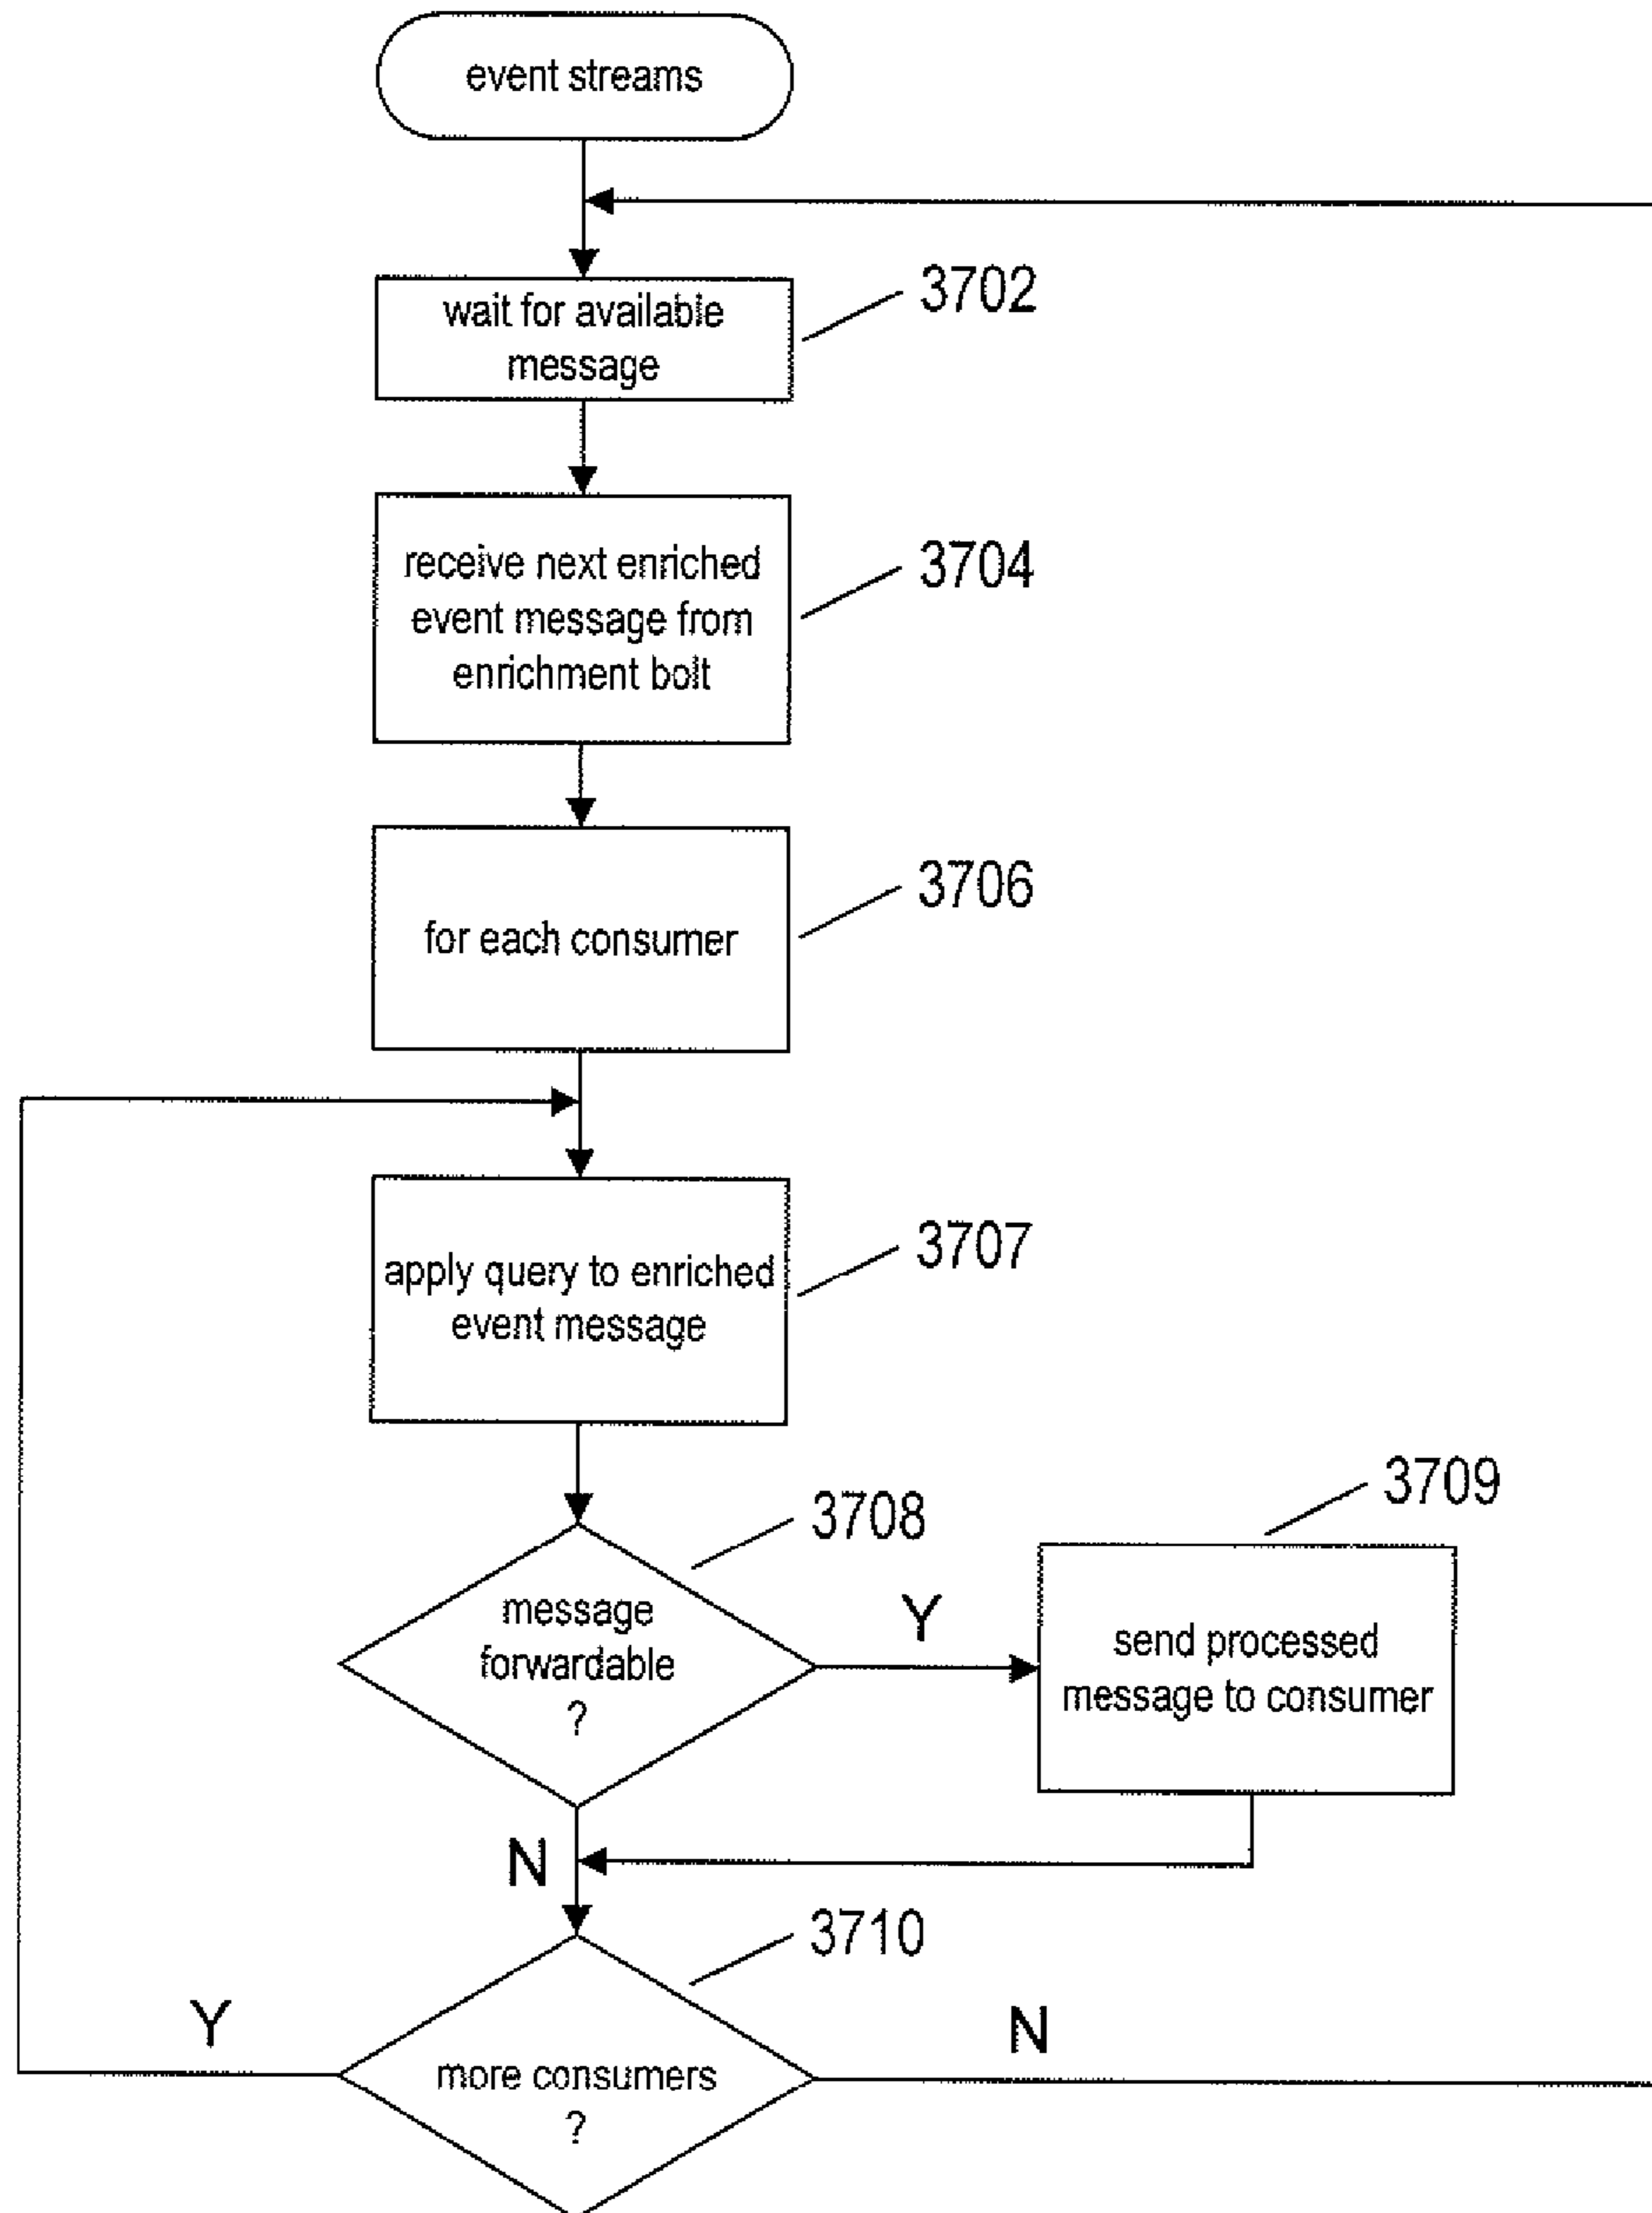 event streams
wait for available
message
3702
receive next enriched
event message from
enrichment bolt
3704
for each consumer
3706
apply query to enriched
event message
3707
message
forwardable
?
3708
Y
send processed
message to consumer
3709
N
more consumers
?
3710
Y
N